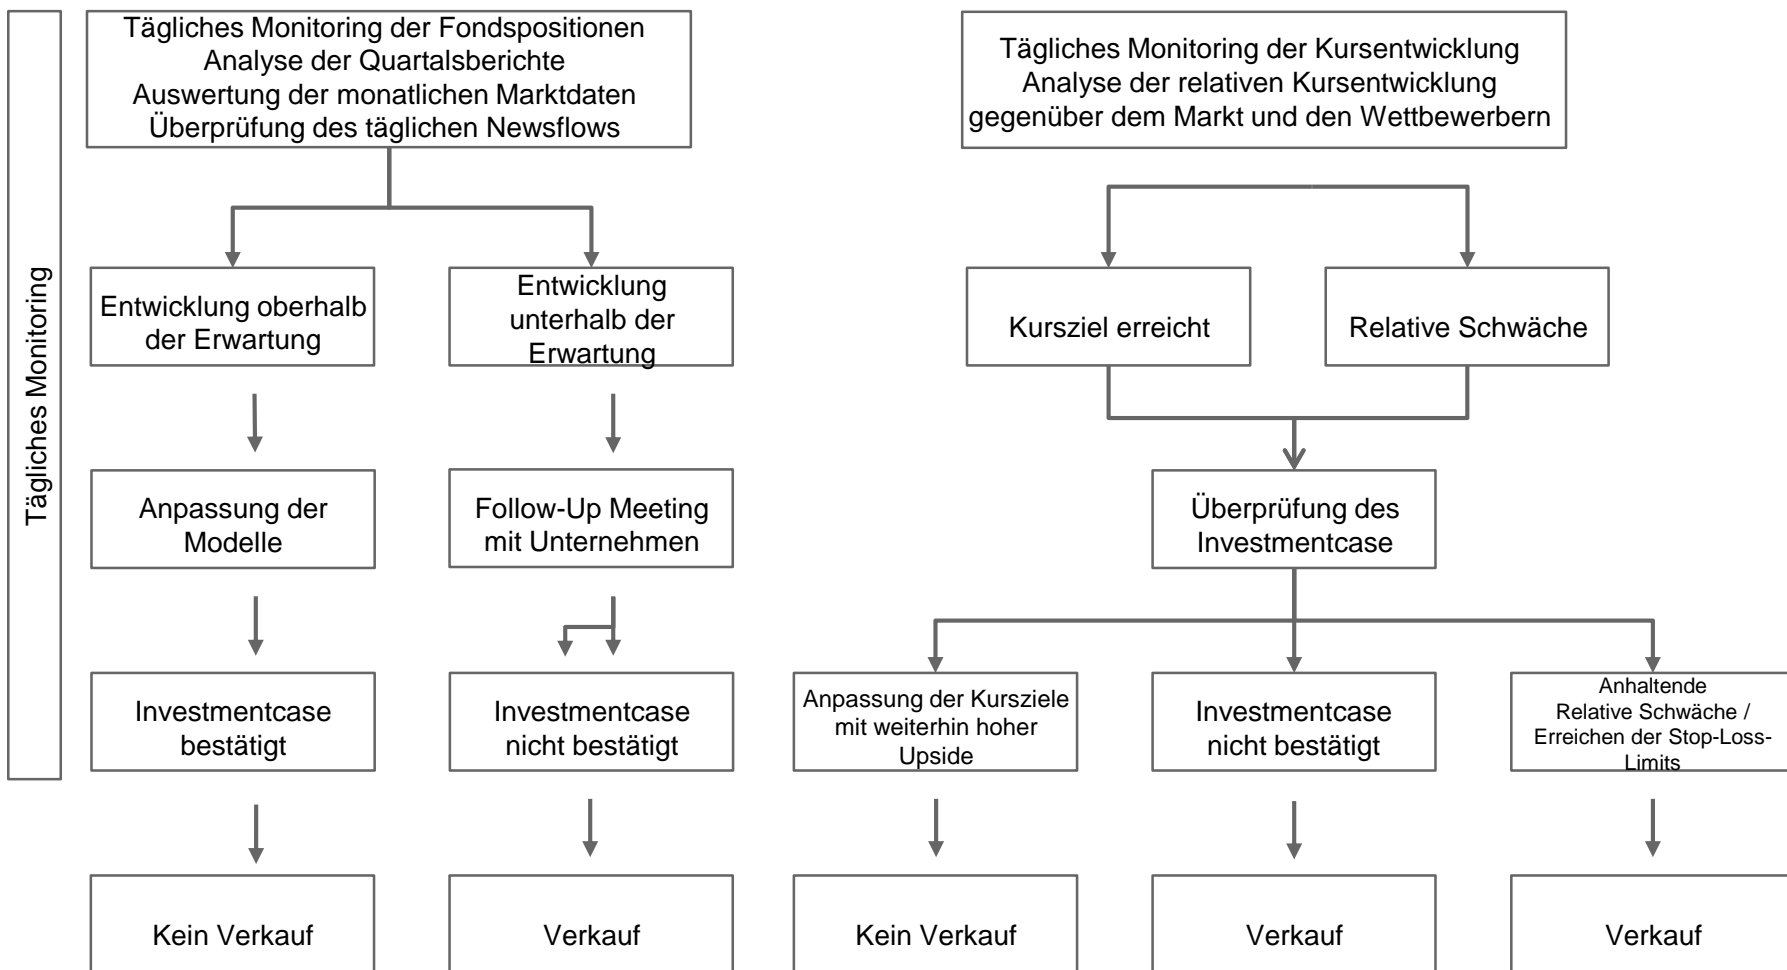 Tägliches Monitoring
Tägliches Monitoring der Fondspositionen
Analyse der Quartalsberichte
Auswertung der monatlichen Marktdaten
Überprüfung des täglichen Newsflows
Tägliches Monitoring der Kursentwicklung
Analyse der relativen Kursentwicklung
gegenüber dem Markt und den Wettbewerbern
Entwicklung oberhalb
der Erwartung
Entwicklung
unterhalb der
Erwartung
Kursziel erreicht
Relative Schwäche
Anpassung der
Modelle
Follow-Up Meeting
mit Unternehmen
Überprüfung des
Investmentcase
Investmentcase
bestätigt
Investmentcase
nicht bestätigt
Anpassung der Kursziele
mit weiterhin hoher
Upside
Investmentcase
nicht bestätigt
Anhaltende
Relative Schwäche /
Erreichen der Stop-Loss-
Limits
Kein Verkauf
Verkauf
Kein Verkauf
Verkauf
Verkauf